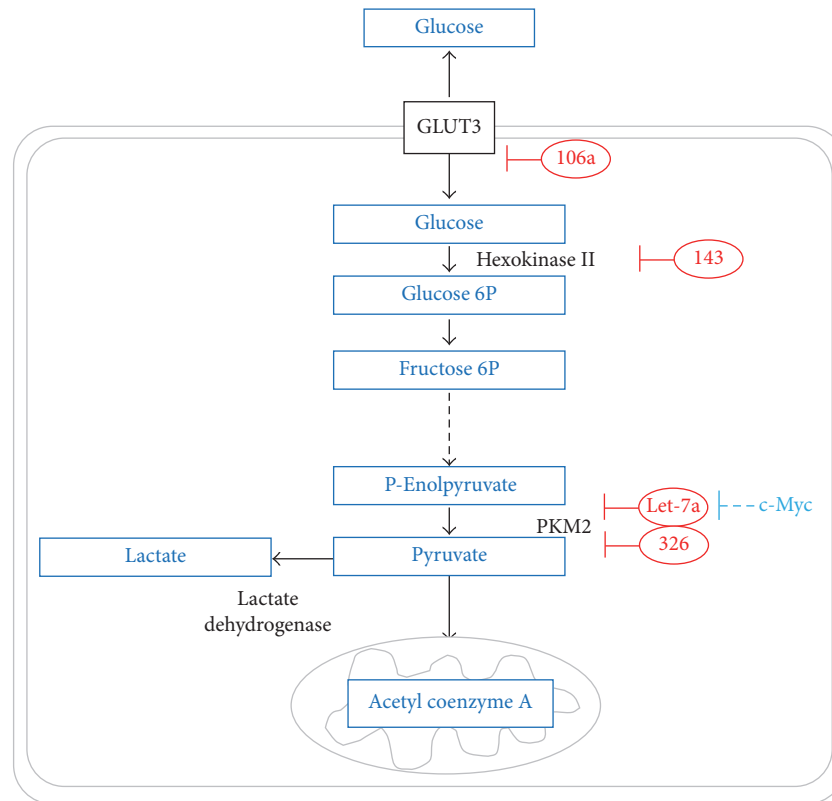 Glucose
GLUT3
106a
Glucose
Hexokinase II
143
Glucose 6P
Fructose 6P
P-Enolpyruvate
Let-7a
c-Myc
PKM2
326
Lactate
Pyruvate
Lactate
dehydrogenase
Acetyl coenzyme A